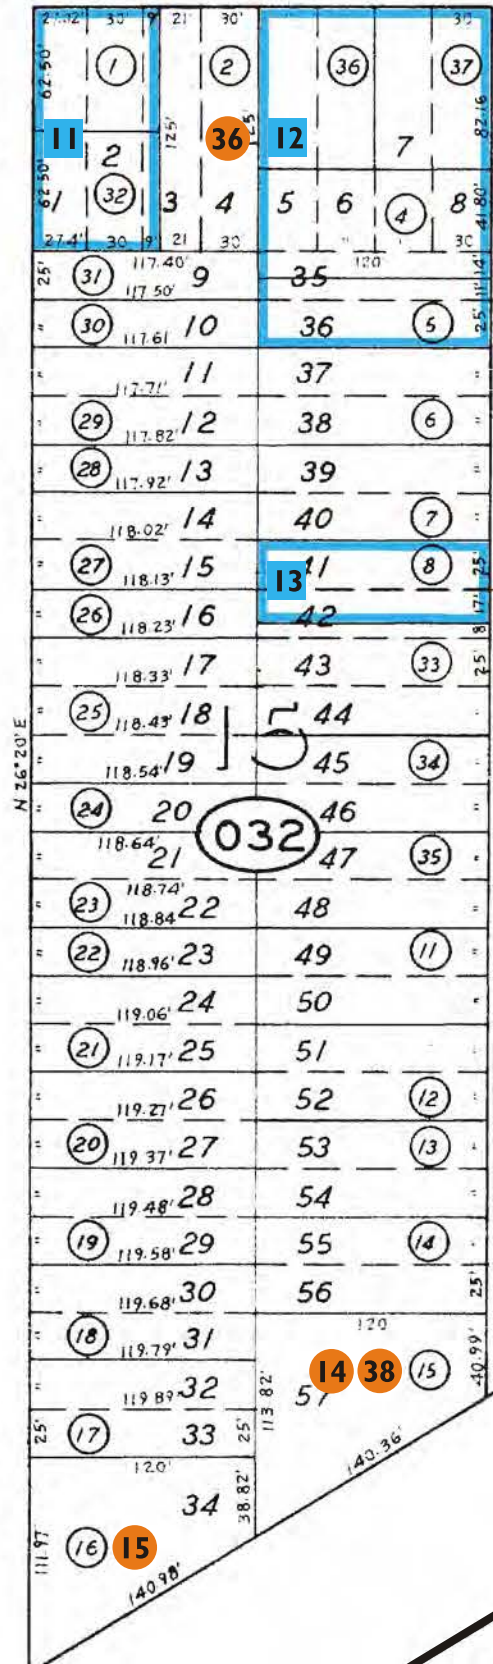 27.02' 30' 9' 21' 30' 30'
62.50' 1 2 36 37
125' 36 125' 82.16
11 12
2 7
62.50' 1 32 3 4 5 6 4 8 41.80'
27.4' 30 9' 21 30 " 30
117.40' 120' 14'
25' 31 9 35 11'
117.50'
" 30 117.61 10 36 5 25'
" 117.71' 11 37 "
" 29 117.82' 12 38 6 "
" 28 117.92' 13 39 "
" 118.02' 14 40 7 "
" 27 118.13' 15 41 8 25'
13
" 26 118.23' 16 42 8 17'
" 118.33' 17 43 33 25'
" 25 118.43' 18 44
15
118.54' 19 45 34
N 26° 20' E
" 24 20 46
118.64' 032
" 21 47 35 "
118.74'
" 23 118.84 22 48 "
" 22 118.96' 23 49 11 "
" 119.06' 24 50
" 21 119.17' 25 51
" 119.27' 26 52 12 "
" 20 119.37' 27 53 13
" 119.48' 28 54
" 19 119.58' 29 55 14
" 119.68' 30 56 25'
120
18 119.79' 31 40.99'
14 38 15
" 119.89' 32 113.82' 57
25' 17 33 25'
120' 140.36'
34 38.82'
111.97' 16 15
140.98'